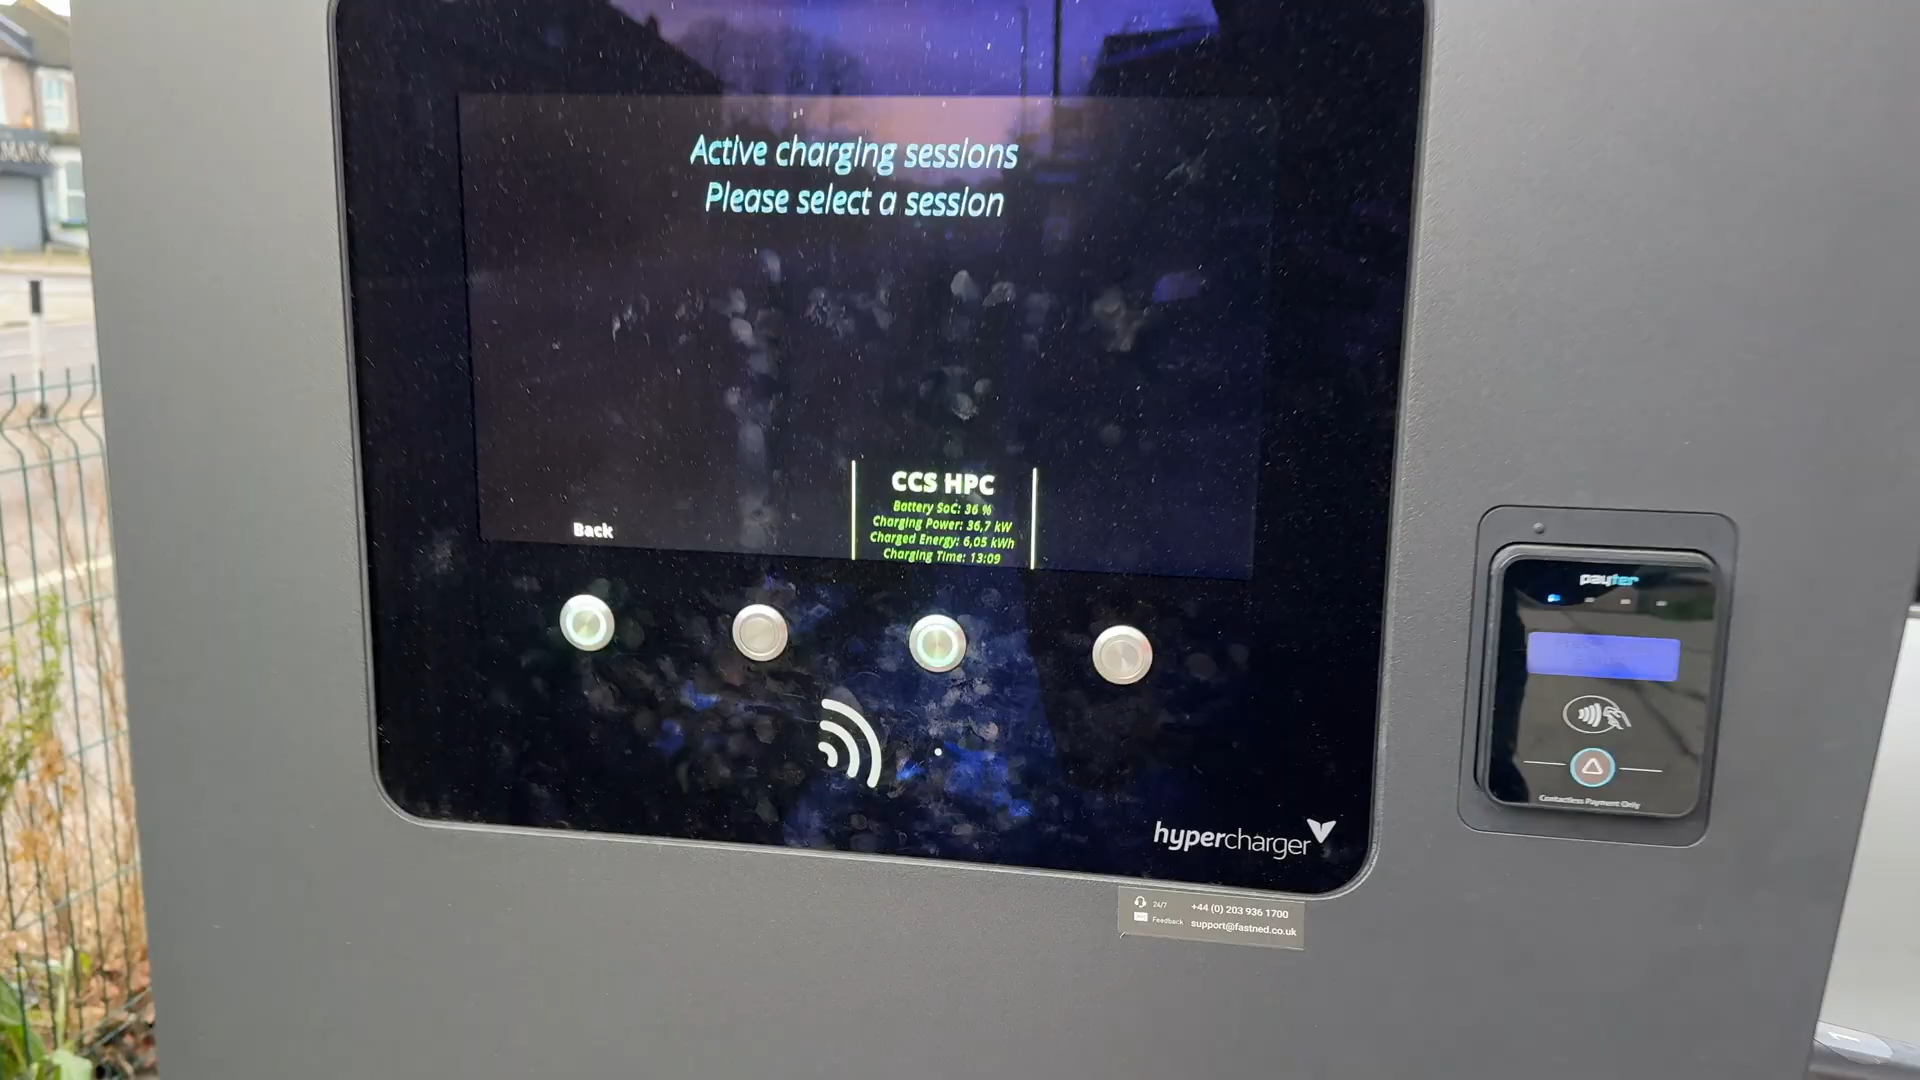 Active charging sessions
Please select a session
CCS HPC
Battery SoC: 36 %
Charging Power: 36,7 kW
Charged Energy: 6,05 kWh
Charging Time: 13:09
Back
payter
Contactless Payment Only
hypercharger
24/7 +44 (0) 203 936 1700
Feedback support@fastned.co.uk